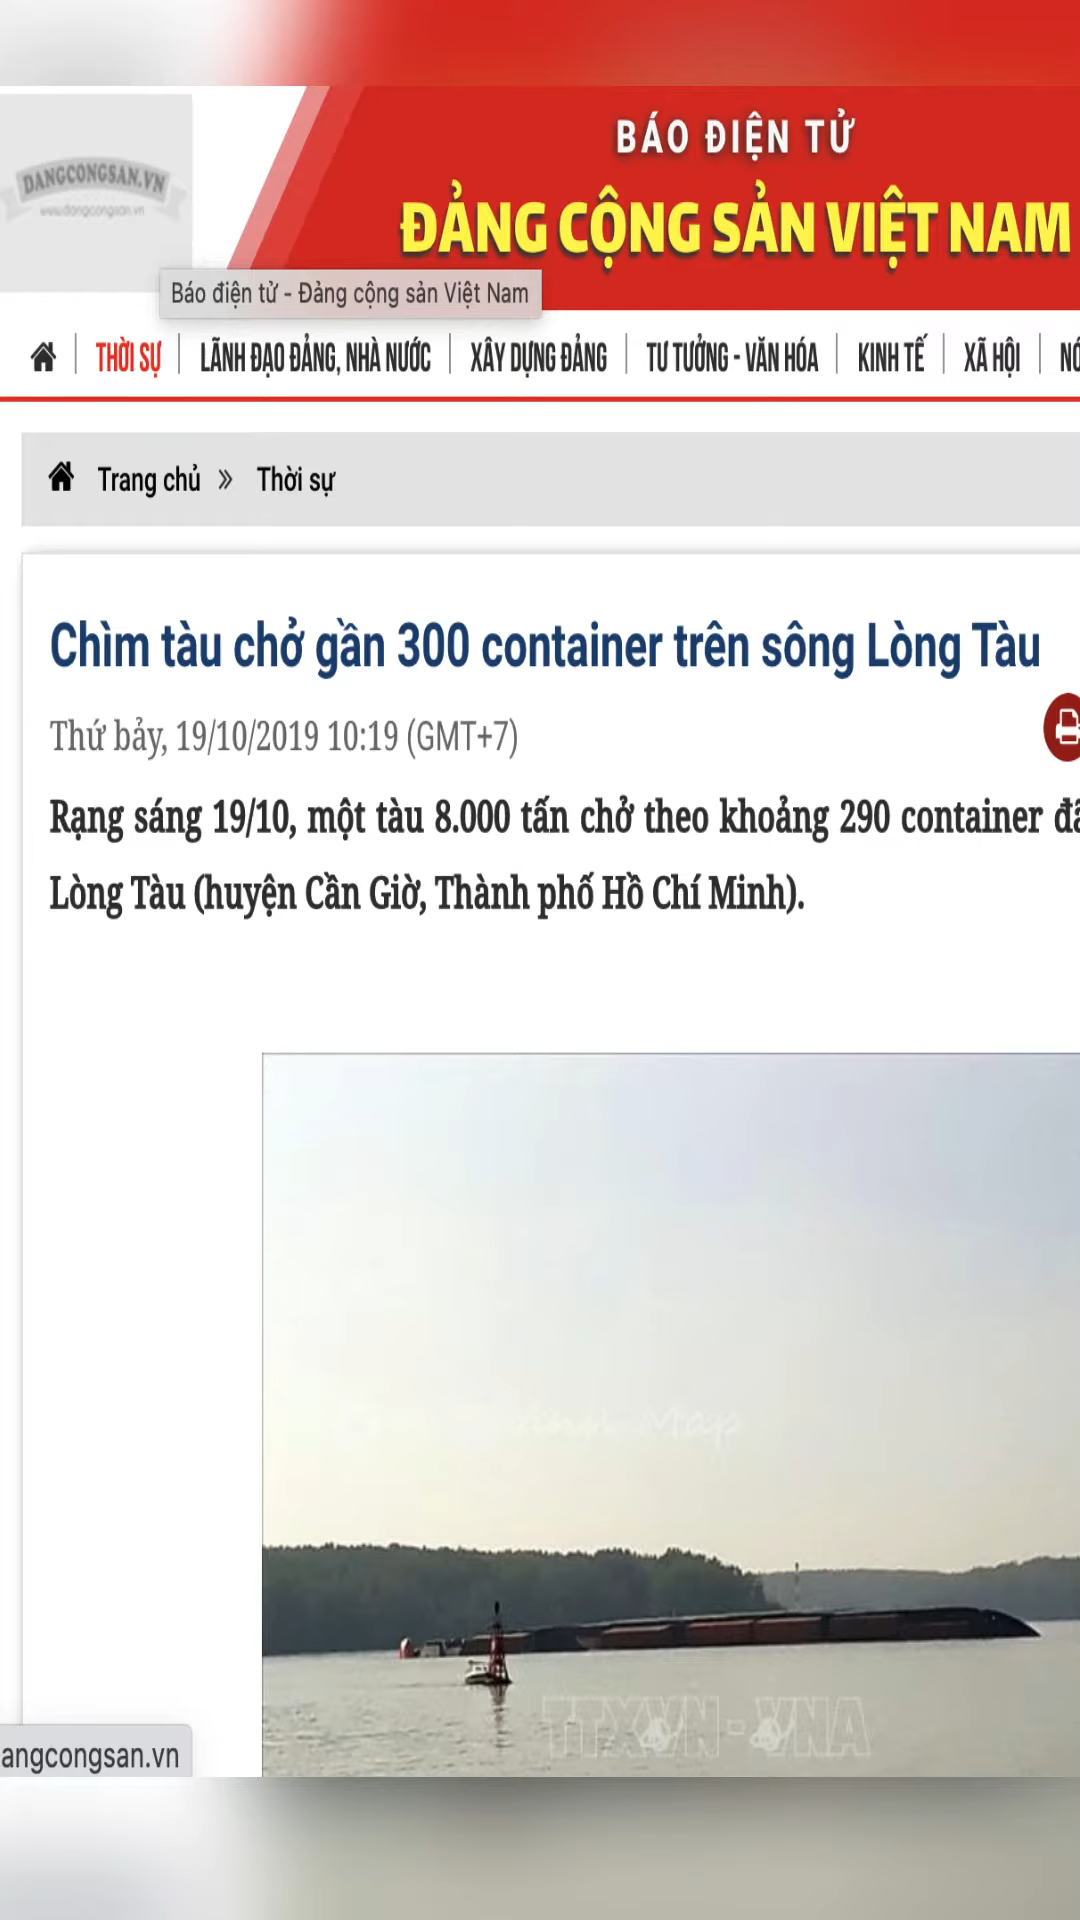 BÁO ĐIỆN TỬ
ĐẢNG CỘNG SẢN VIỆT NAM
DANGCONGSAN.VN
www.dangcongsan.vn
Báo điện tử - Đảng cộng sản Việt Nam
THỜI SỰ LÃNH ĐẠO ĐẢNG, NHÀ NƯỚC XÂY DỰNG ĐẢNG TƯ TƯỞNG - VĂN HÓA KINH TẾ XÃ HỘI
Trang chủ » Thời sự
Chìm tàu chở gần 300 container trên sông Lòng Tàu
Thứ bảy, 19/10/2019 10:19 (GMT+7)
Rạng sáng 19/10, một tàu 8.000 tấn chở theo khoảng 290 container
Lòng Tàu (huyện Cần Giờ, Thành phố Hồ Chí Minh).
Map
TTXVN - VNA
angcongsan.vn